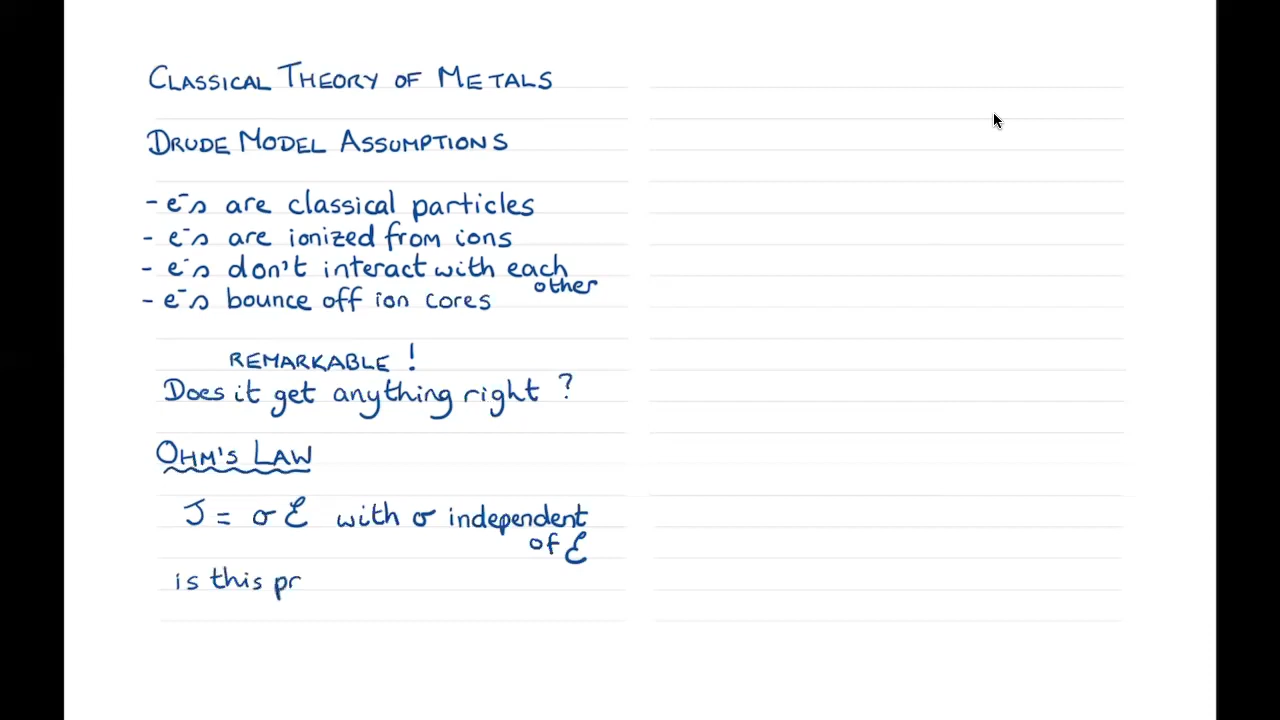 CLASSICAL THEORY OF METALS
DRUDE MODEL ASSUMPTIONS
- e⁻s are classical particles
- e⁻s are ionized from ions
- e⁻s don't interact with each
other
- e⁻s bounce off ion cores
REMARKABLE !
Does it get anything right ?
OHM'S LAW
J = σ ℰ with σ independent
of ℰ
is this pr